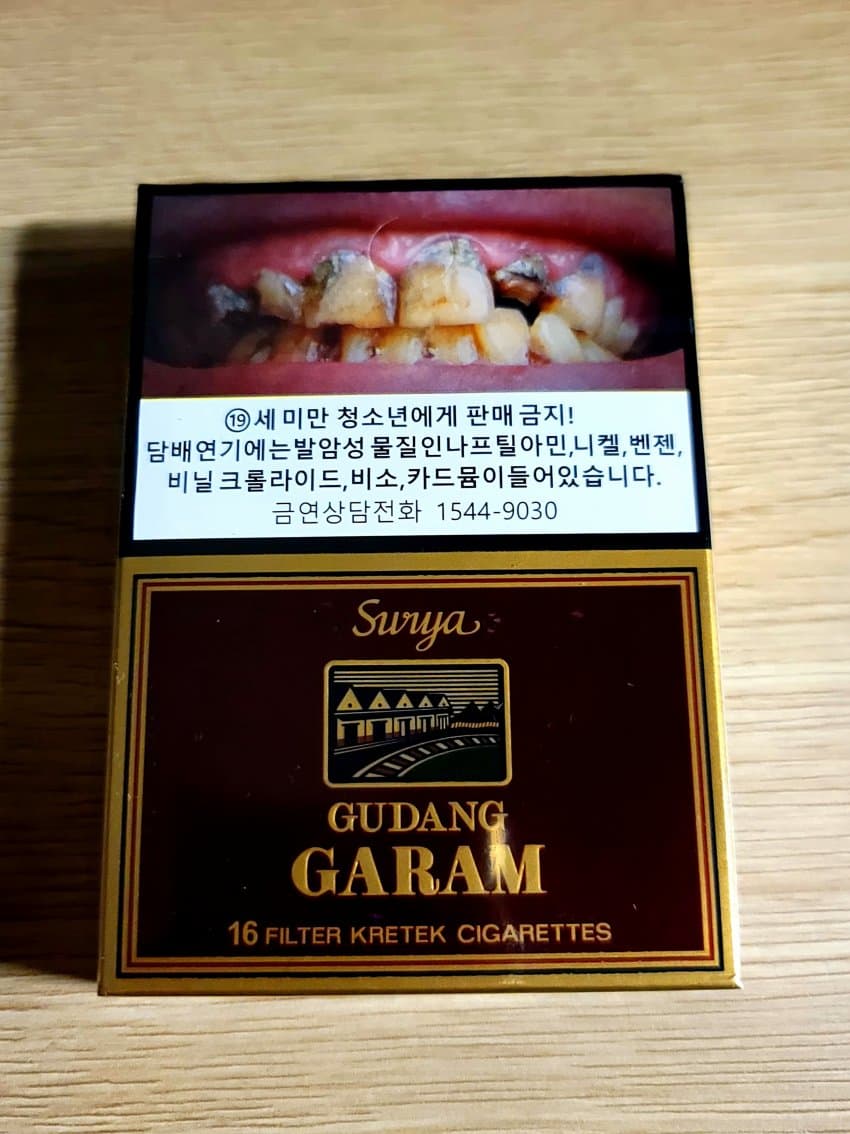 19세 미만 청소년에게 판매 금지!
담배연기에는발암성 물질인나프틸아민,니켈,벤젠,
비닐 크롤라이드,비소,카드뮴이들어있습니다.
금연상담전화 1544-9030
Surya
GUDANG
GARAM
16 FILTER KRETEK CIGARETTES